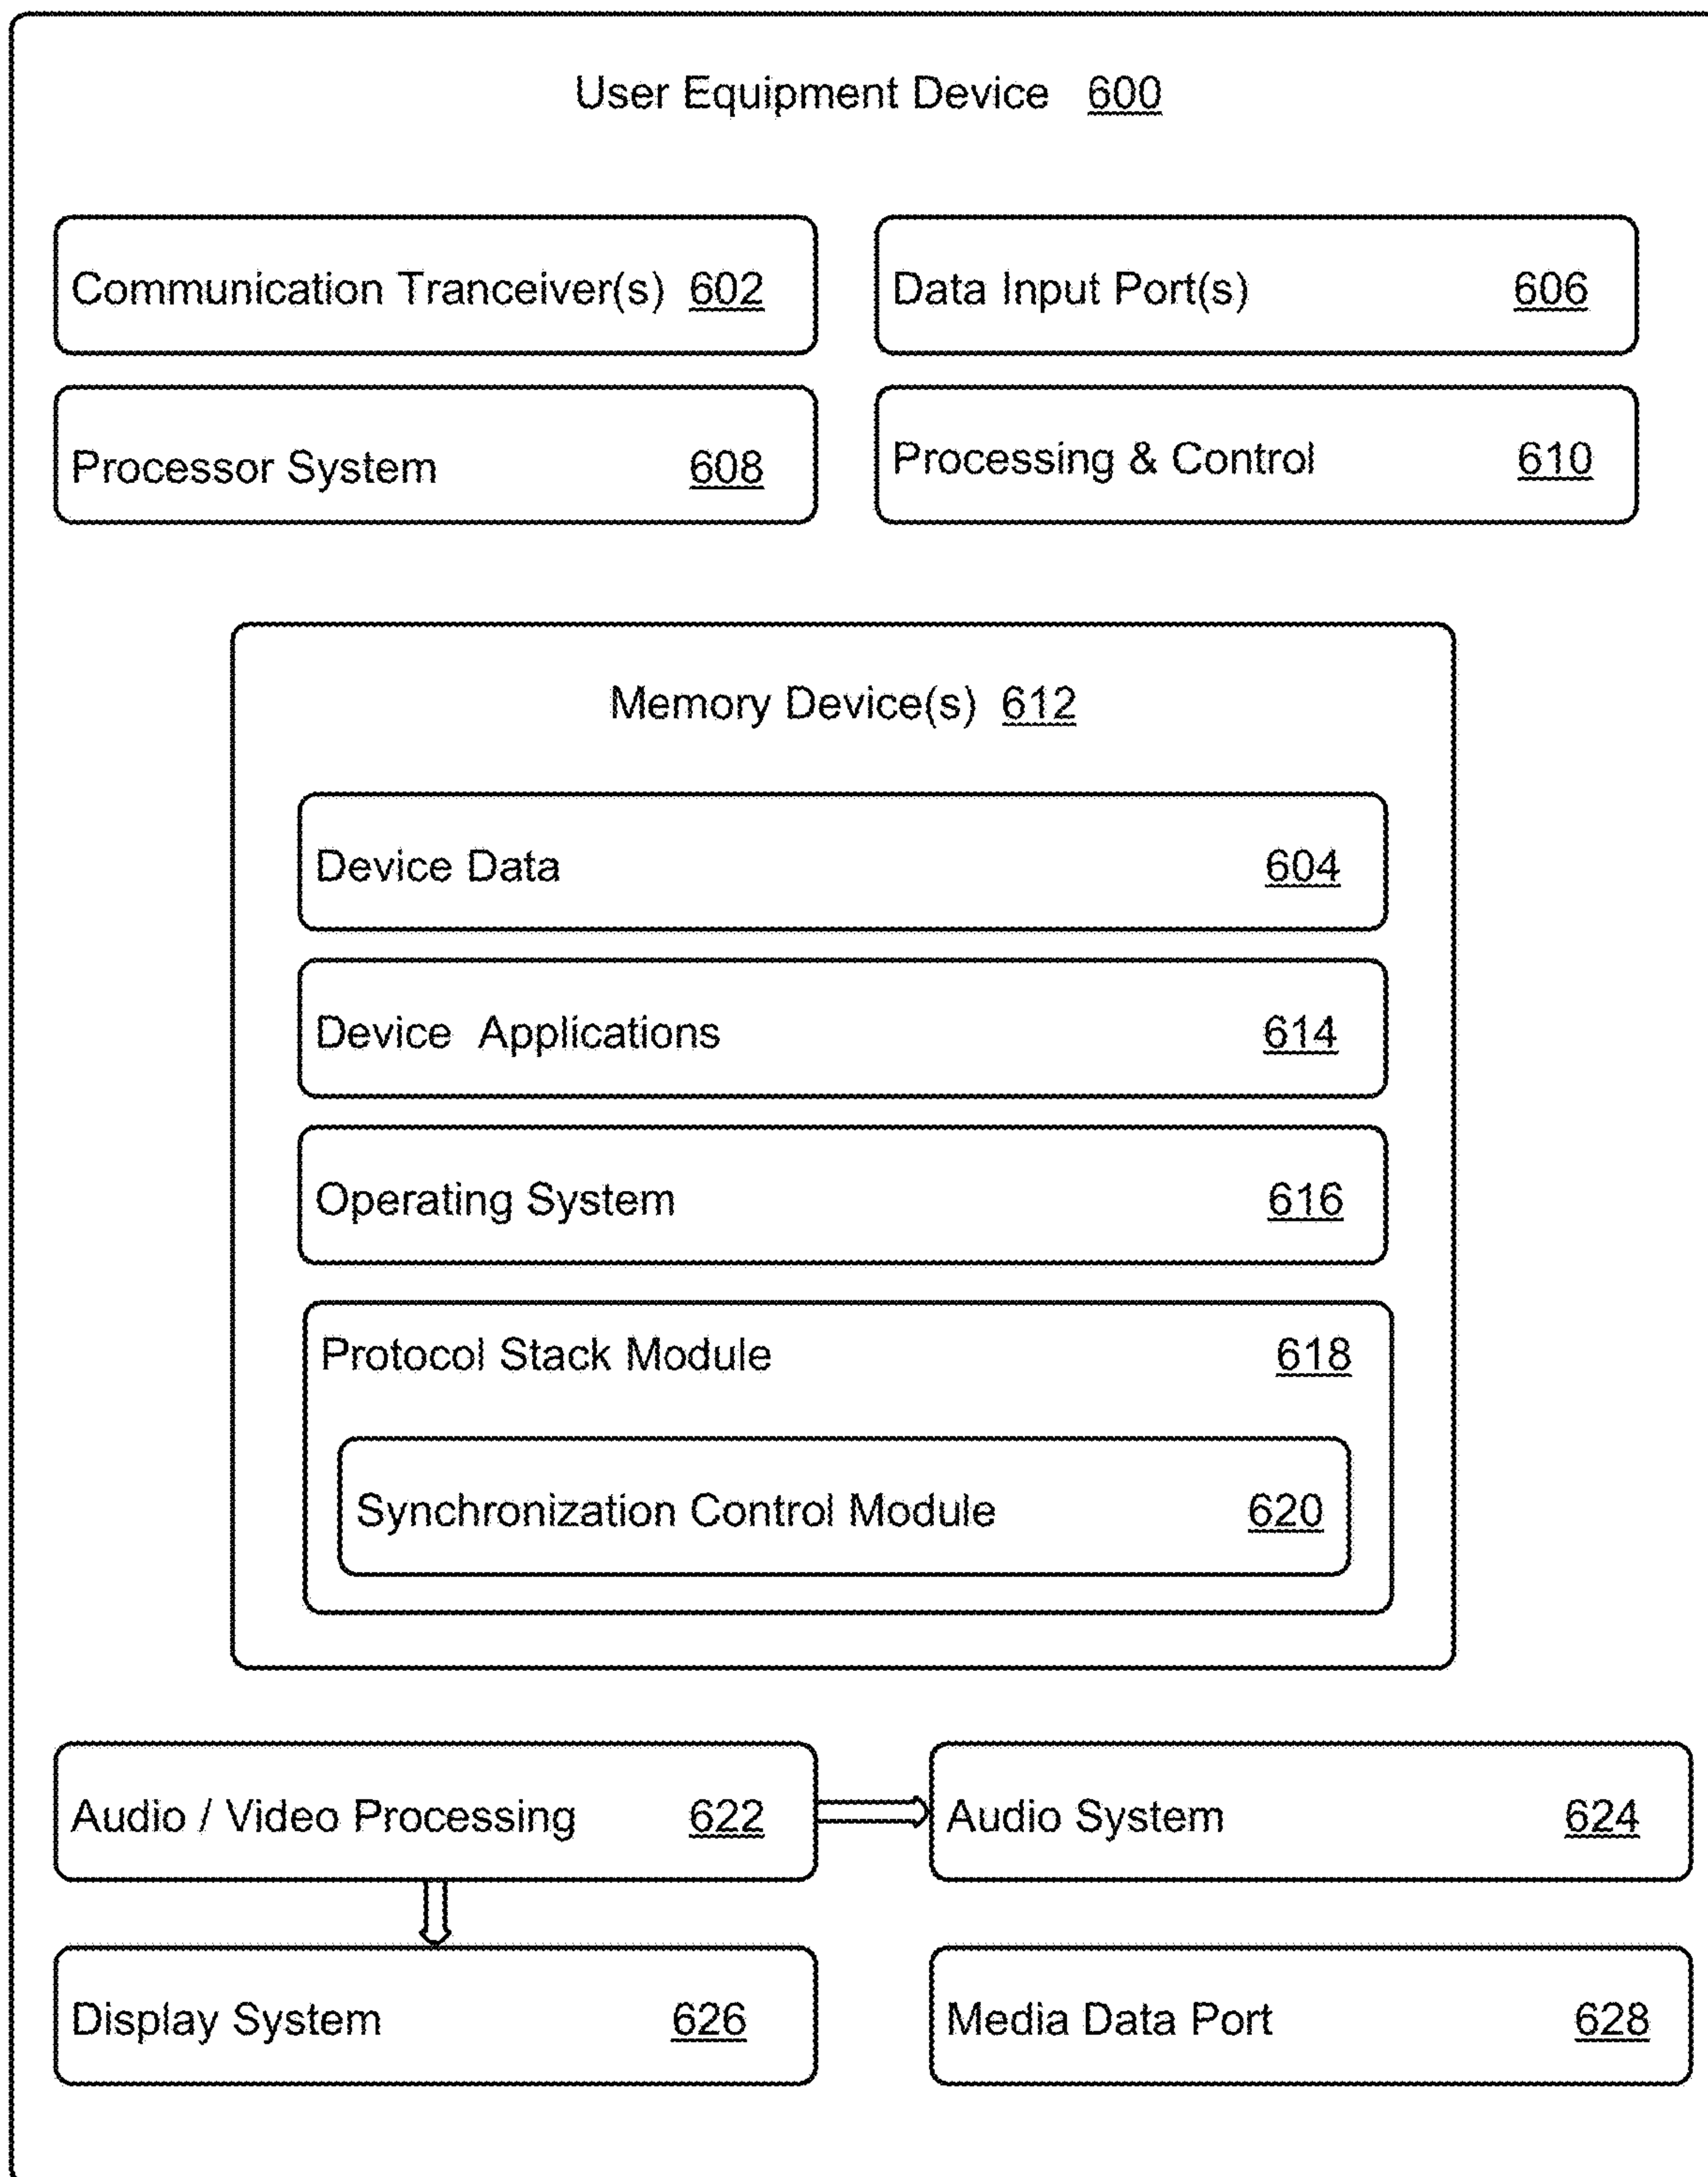 User Equipment Device 600
Communication Tranceiver(s) 602
Data Input Port(s) 606
Processor System 608
Processing & Control 610
Memory Device(s) 612
Device Data 604
Device Applications 614
Operating System 616
Protocol Stack Module 618
Synchronization Control Module 620
Audio / Video Processing 622
Audio System 624
Display System 626
Media Data Port 628